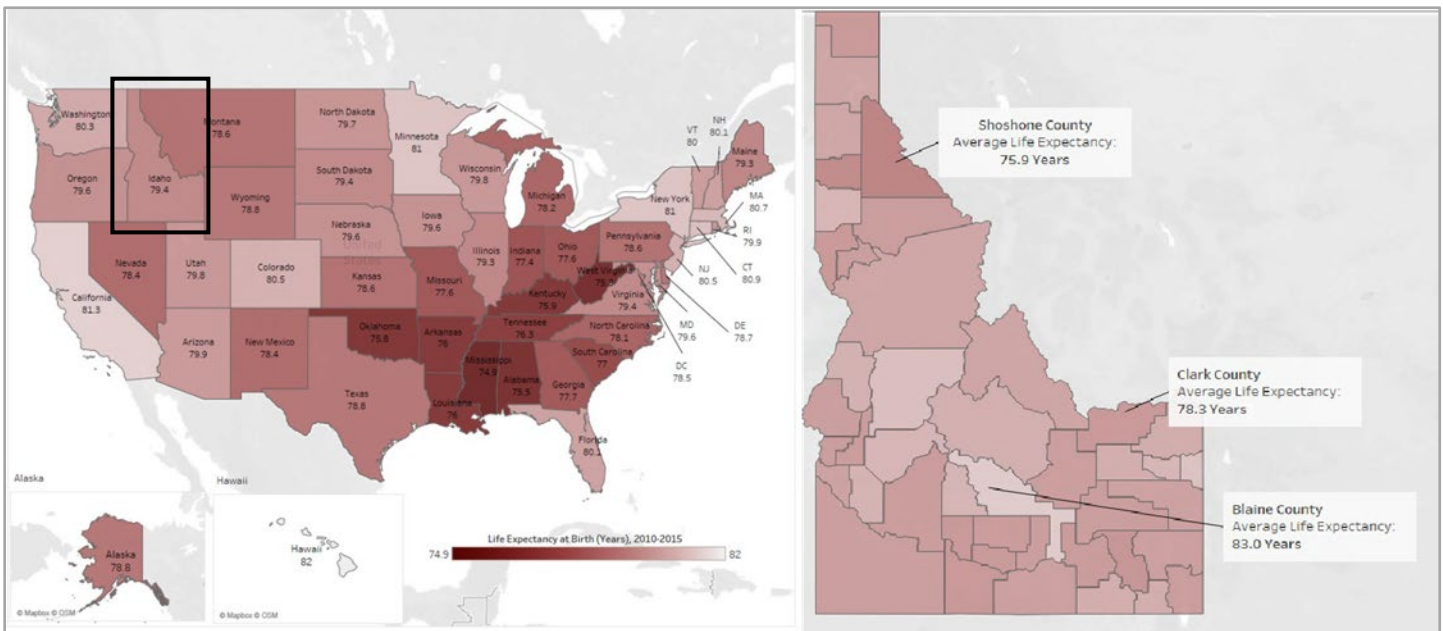 Washington
80.3
Montana
78.6
North Dakota
79.7
Minnesota
81
VT
80
NH
80.1
Maine
79.3
Oregon
79.6
Idaho
79.4
Wyoming
78.8
South Dakota
79.4
Wisconsin
79.8
Michigan
78.2
New York
81
MA
80.7
Nebraska
79.6
Iowa
79.6
Pennsylvania
78.6
RI
79.9
Nevada
78.4
Utah
79.8
Colorado
80.5
United
States
Kansas
78.6
Missouri
77.6
Illinois
79.3
Indiana
77.4
Ohio
77.6
NJ
80.5
CT
80.9
California
81.3
West Virginia
Kentucky
75.9
Virginia
79.4
MD
79.6
DE
78.7
DC
78.5
Arizona
79.9
New Mexico
78.4
Oklahoma
75.8
Arkansas
76
Tennessee
76.3
North Carolina
78.1
South Carolina
77
Mississippi
74.9
Alabama
75.5
Georgia
77.7
Texas
78.8
Louisiana
76
Florida
80.1
Alaska
Alaska
78.8
© Mapbox © OSM
Hawaii
Hawaii
82
© Mapbox © OSM
Life Expectancy at Birth (Years), 2010-2015
74.9
82
Shoshone County
Average Life Expectancy:
75.9 Years
Clark County
Average Life Expectancy:
78.3 Years
Blaine County
Average Life Expectancy:
83.0 Years